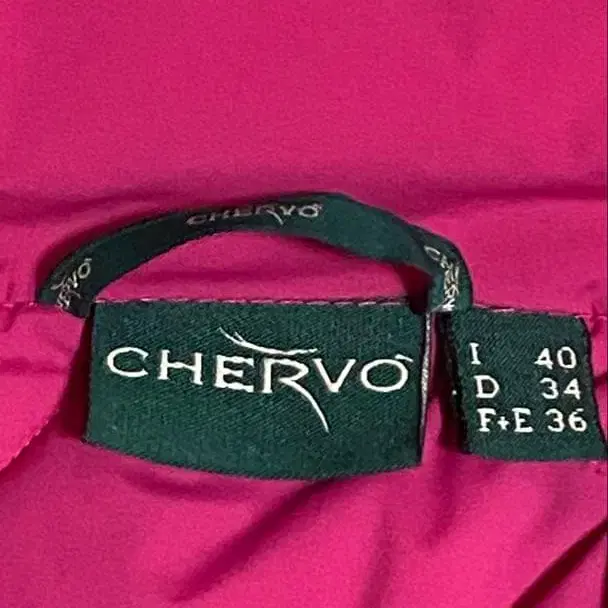 CHERVÒ
CHERVÒ
I 40
D 34
F+E 36